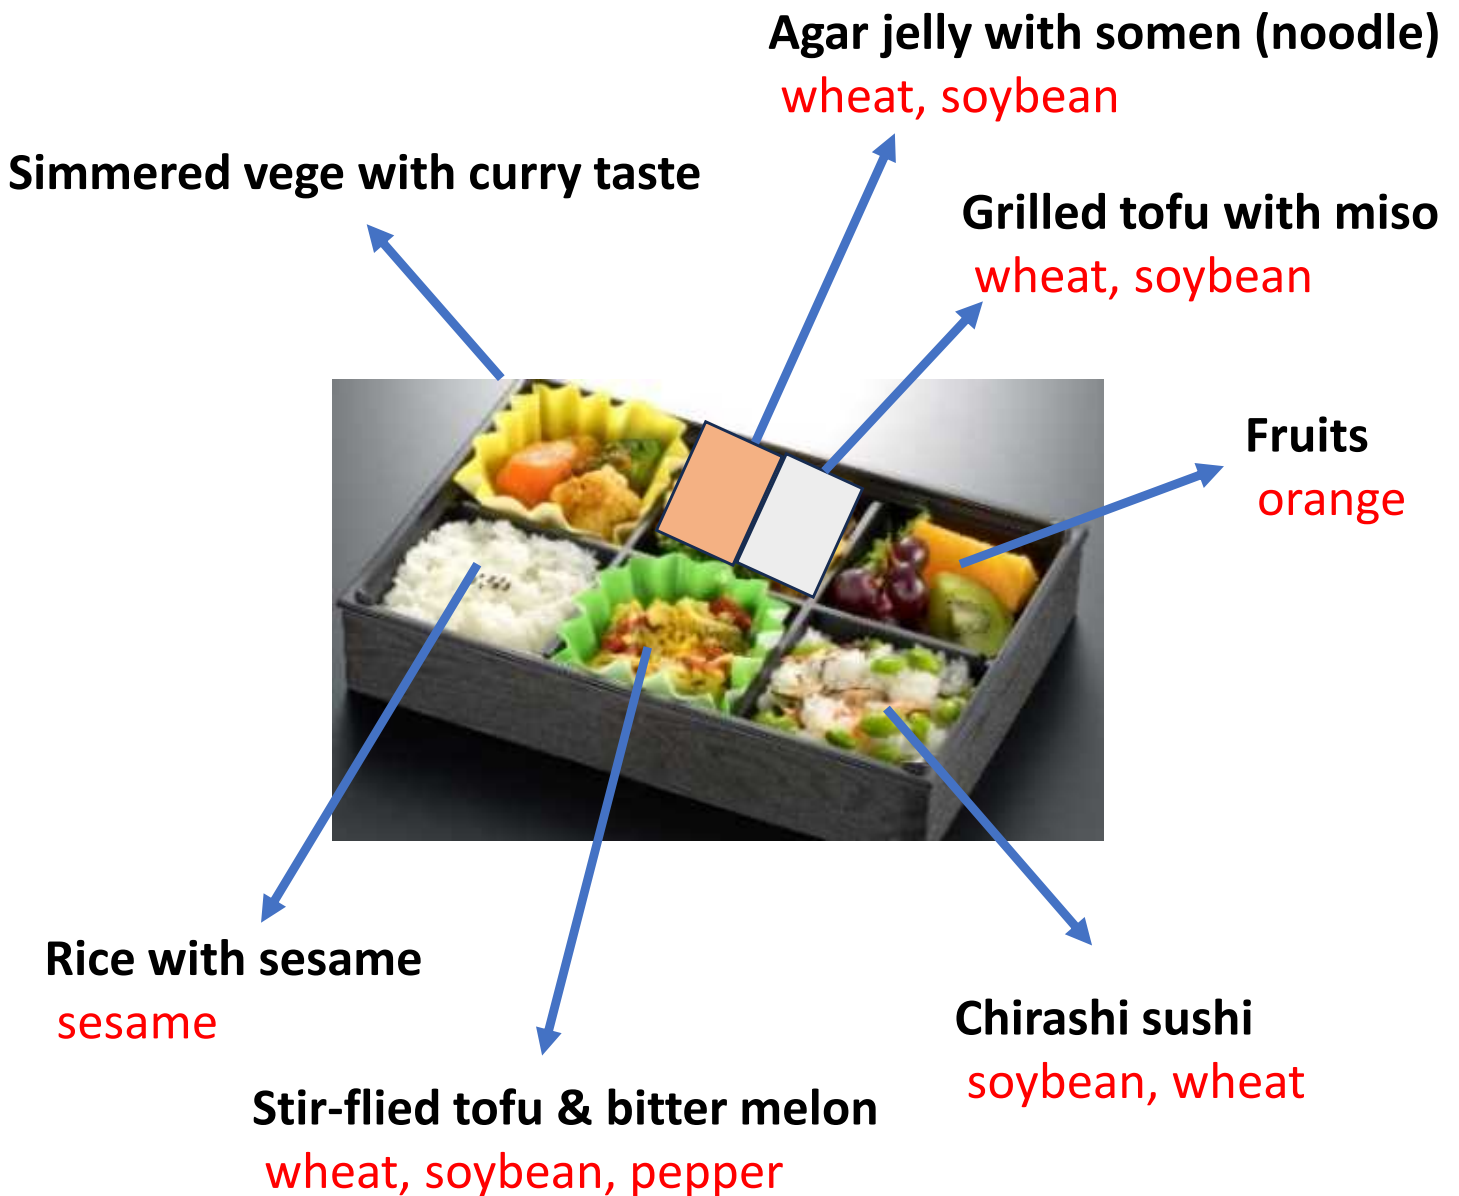 Agar jelly with somen (noodle)
wheat, soybean
Simmered vege with curry taste
Grilled tofu with miso
wheat, soybean
Fruits
orange
Rice with sesame
sesame
Chirashi sushi
soybean, wheat
Stir-flied tofu & bitter melon
wheat, soybean, pepper